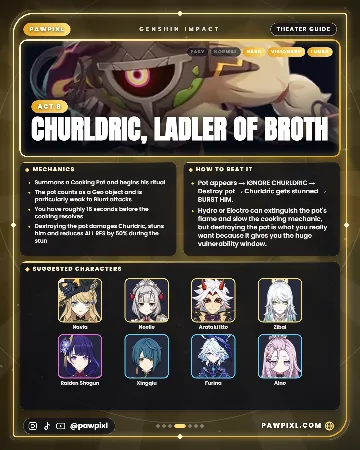 PAWPIXL
GENSHIN IMPACT
THEATER GUIDE
EASY NORMAL HARD VISIONARY LUNAR
ACT 8
CHURLDRIC, LADLER OF BROTH
MECHANICS
Summons a Cooking Pot and begins his ritual
The pot counts as a Geo object and is
particularly weak to Blunt attacks
You have roughly 16 seconds before the
cooking resolves
Destroying the pot damages Churldric, stuns
him and reduces ALL RES by 60% during the
stun
HOW TO BEAT IT
Pot appears → IGNORE CHURLDRIC →
Destroy pot → Churldric gets stunned →
BURST HIM.
Hydro or Electro can extinguish the pot's
flame and slow the cooking mechanic,
but destroying the pot is what you really
want because it gives you the huge
vulnerability window.
SUGGESTED CHARACTERS
Navia
Noelle
Arataki Itto
Zibai
Raiden Shogun
Xingqiu
Furina
Aino
@pawpixl
PAWPIXL.COM